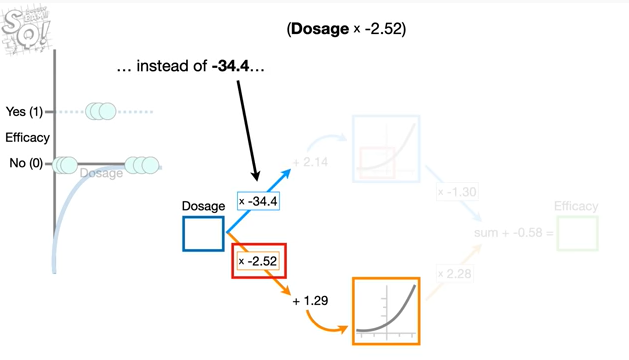 (Dosage × -2.52)
... instead of -34.4...
Yes (1)
Efficacy
No (0)
Dosage
+ 2.14
x -34.4
x -1.30
Dosage
Efficacy
sum + -0.58 =
x -2.52
x 2.28
+ 1.29